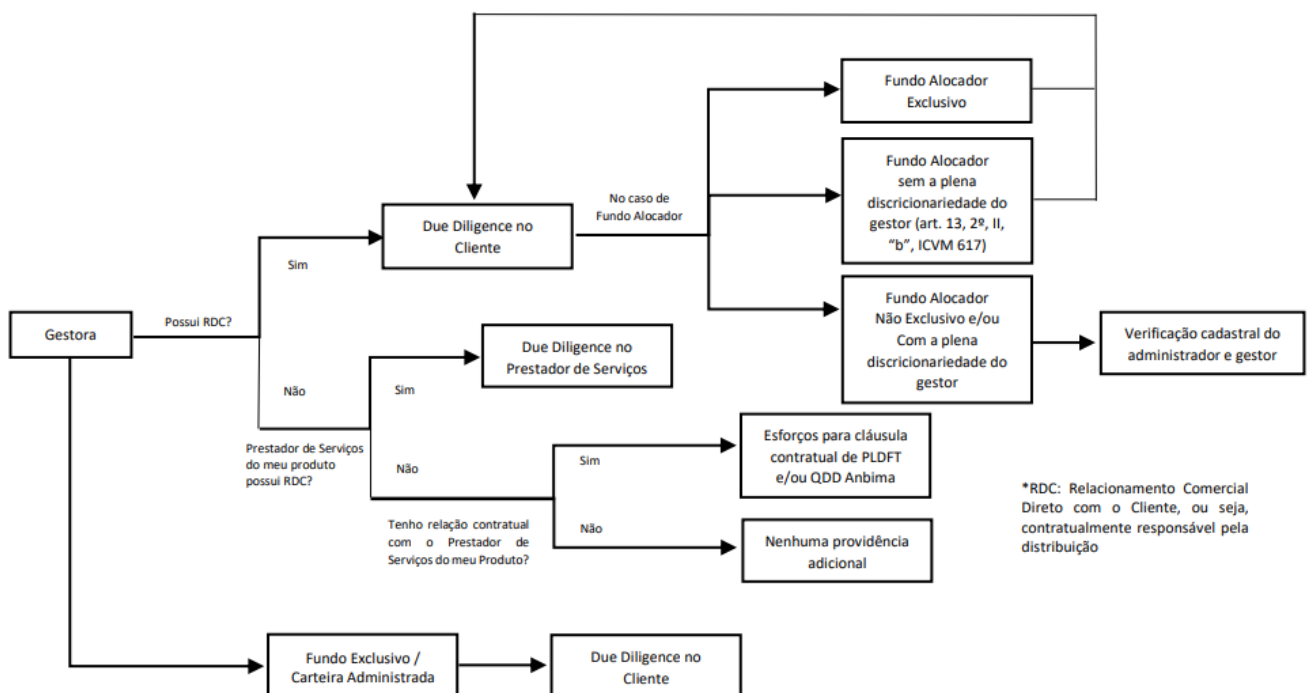 Fundo Alocador
Exclusivo
Fundo Alocador
sem a plena
discricionariedade do
gestor (art. 13, 2º, II,
"b", ICVM 617)
No caso de
Fundo Alocador
Due Diligence no
Cliente
Sim
Fundo Alocador
Não Exclusivo e/ou
Com a plena
discricionariedade do
gestor
Verificação cadastral do
administrador e gestor
Gestora
Possui RDC?
Due Diligence no
Prestador de Serviços
Não
Sim
Prestador de Serviços
do meu produto
possui RDC?
Não
Esforços para cláusula
contratual de PLDFT
e/ou QDD Anbima
Sim
*RDC: Relacionamento Comercial
Direto com o Cliente, ou seja,
contratualmente responsável pela
distribuição
Tenho relação contratual
com o Prestador de
Serviços do meu Produto?
Não
Nenhuma providência
adicional
Fundo Exclusivo /
Carteira Administrada
Due Diligence no
Cliente